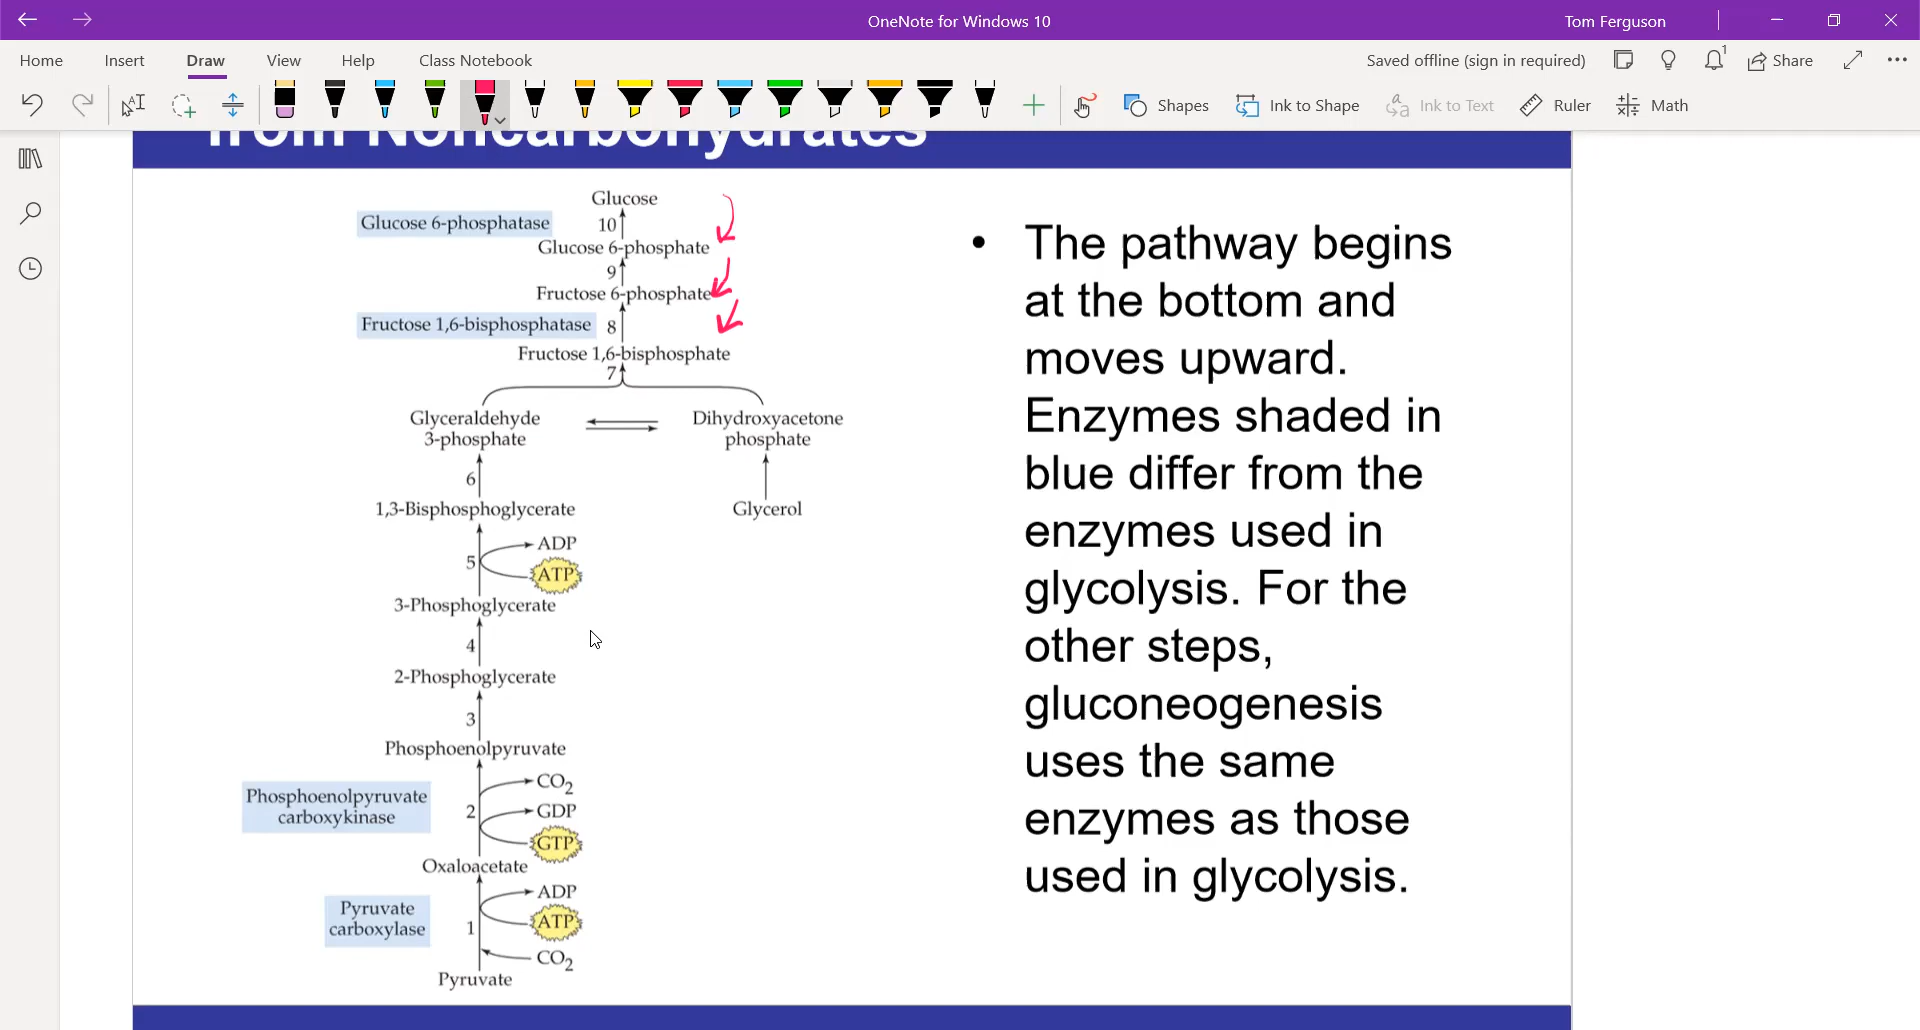 OneNote for Windows 10
Tom Ferguson
Home
Insert
Draw
View
Help
Class Notebook
Saved offline (sign in required)
1
Share
Shapes
Ink to Shape
Ink to Text
Ruler
Math
from Noncarbohydrates
Glucose
Glucose 6-phosphatase
10
Glucose 6-phosphate
9
Fructose 6-phosphate
Fructose 1,6-bisphosphatase
8
Fructose 1,6-bisphosphate
7
Glyceraldehyde
3-phosphate
Dihydroxyacetone
phosphate
6
1,3-Bisphosphoglycerate
Glycerol
ADP
5
ATP
3-Phosphoglycerate
4
2-Phosphoglycerate
3
Phosphoenolpyruvate
CO2
Phosphoenolpyruvate
carboxykinase
2
GDP
GTP
Oxaloacetate
ADP
Pyruvate
carboxylase
1
ATP
CO2
Pyruvate
• The pathway begins
at the bottom and
moves upward.
Enzymes shaded in
blue differ from the
enzymes used in
glycolysis. For the
other steps,
gluconeogenesis
uses the same
enzymes as those
used in glycolysis.